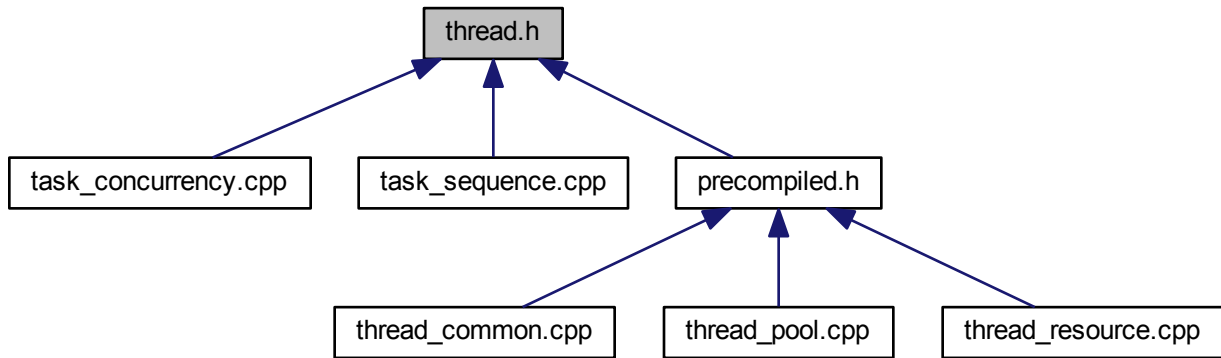 thread.h
task_concurrency.cpp
task_sequence.cpp
precompiled.h
thread_common.cpp
thread_pool.cpp
thread_resource.cpp